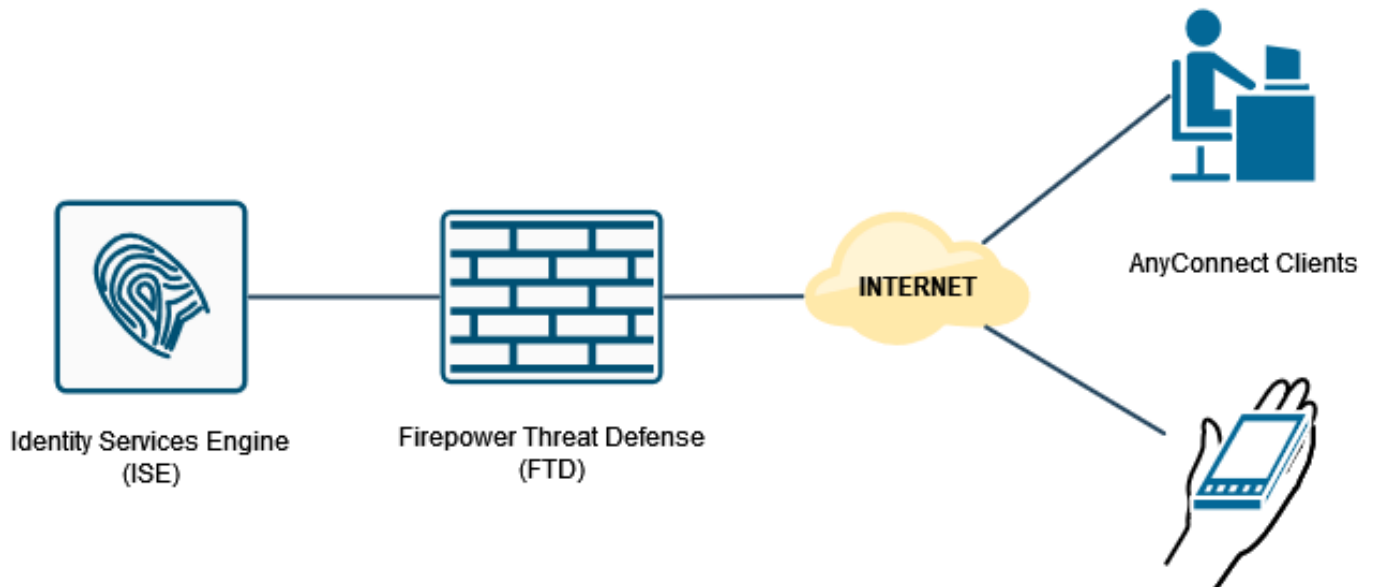 INTERNET
AnyConnect Clients
Identity Services Engine
(ISE)
Firepower Threat Defense
(FTD)